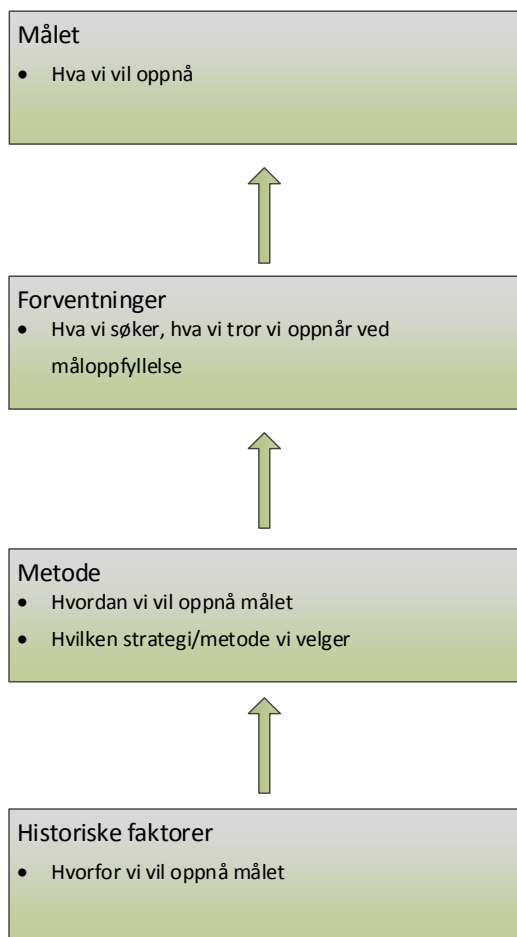 Målet
• Hva vi vil oppnå
Forventninger
• Hva vi søker, hva vi tror vi oppnår ved
måloppfyllelse
Metode
• Hvordan vi vil oppnå målet
• Hvilken strategi/metode vi velger
Historiske faktorer
• Hvorfor vi vil oppnå målet